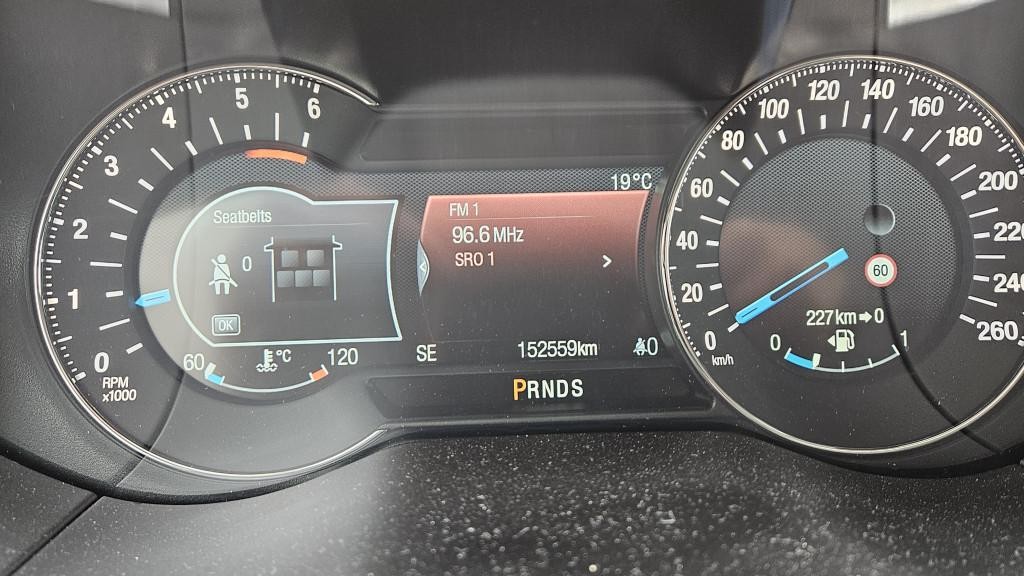 0
1
2
3
4
5
6
RPM
x1000
Seatbelts
0
OK
60
°C
120
19°C
FM 1
96.6 MHz
SRO 1
>
SE
152559km
0
PRNDS
0
20
40
60
80
100
120
140
160
180
200
220
240
260
km/h
60
227km➡0
0
1